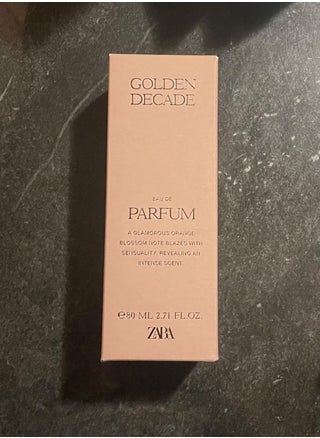 GOLDEN
DECADE
EAU DE
PARFUM
A GLAMOROUS ORANGE
BLOSSOM NOTE BLAZES WITH
SENSUALITY, REVEALING AN
INTENSE SCENT.
℮80 ML 2.71 FL.OZ.
ZARA